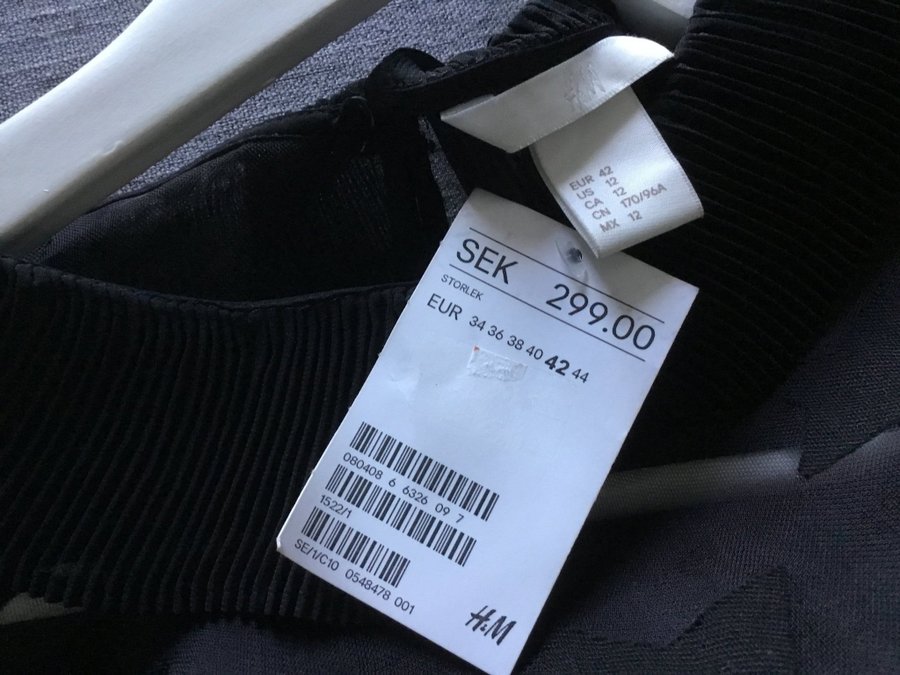 EUR 42
US 12
CA 12
CN 170/96A
MX 12
SEK 299.00
STORLEK
EUR 34 36 38 40 42 44
080408 6 6326 09 7
1522/1
SE/1/C10 0548478 001
H&M